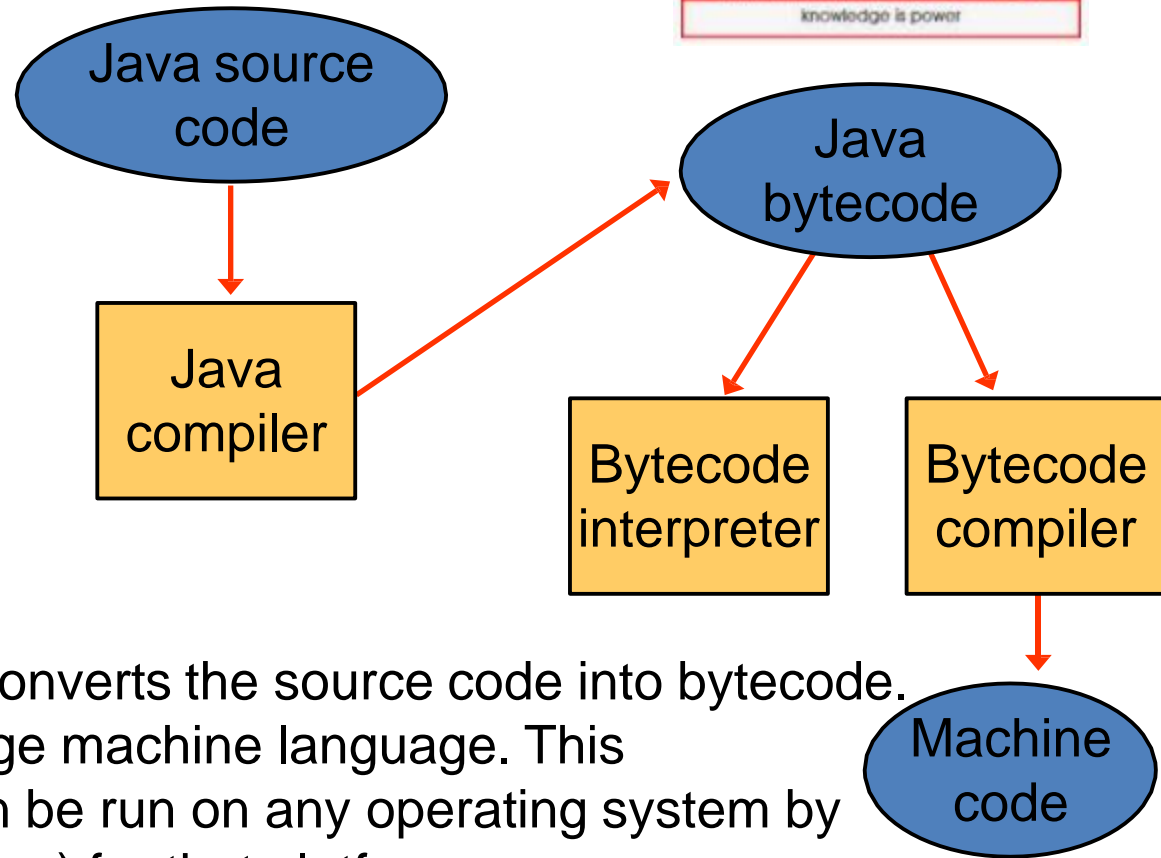 knowledge is power
Java source
code
Java
bytecode
Java
compiler
Bytecode
interpreter
Bytecode
compiler
onverts the source code into bytecode.
ge machine language. This
n be run on any operating system by
Machine
code